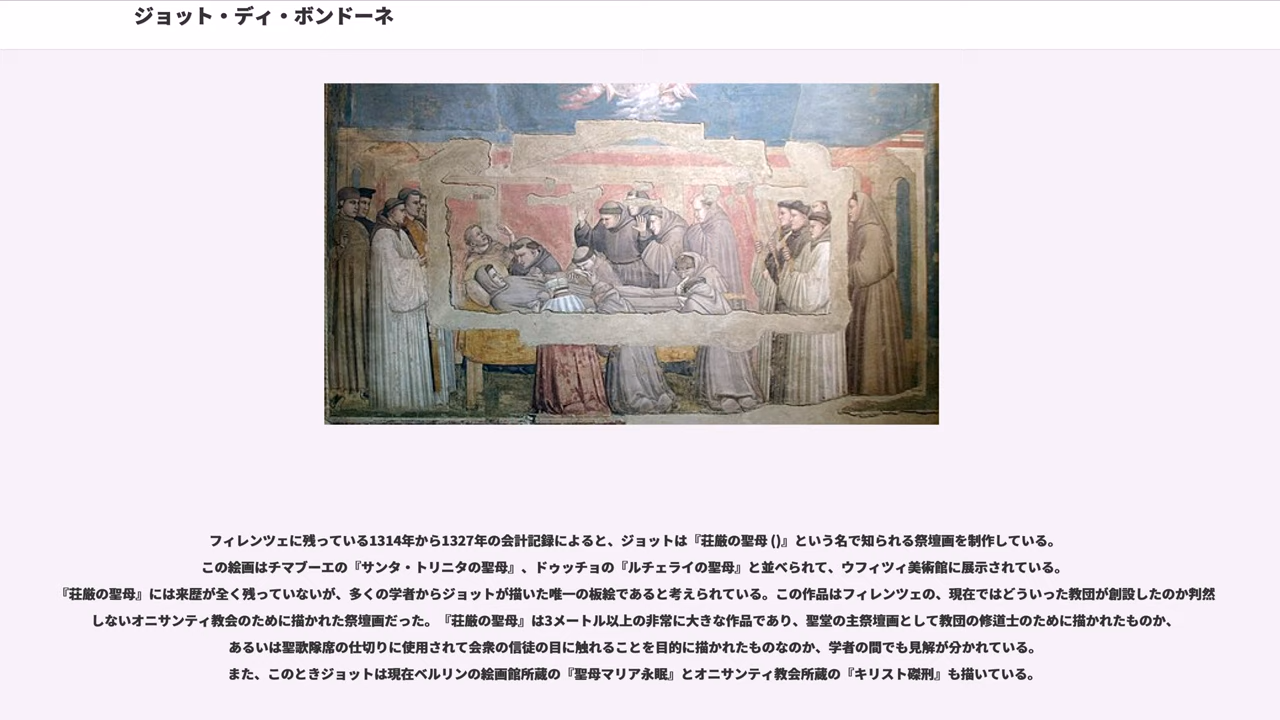 ジョット・ディ・ボンドーネ
フィレンツェに残っている1314年から1327年の会計記録によると、ジョットは『荘厳の聖母 ()』という名で知られる祭壇画を制作している。
この絵画はチマブーエの『サンタ・トリニタの聖母』、ドゥッチョの『ルチェライの聖母』と並べられて、ウフィツィ美術館に展示されている。
『荘厳の聖母』には来歴が全く残っていないが、多くの学者からジョットが描いた唯一の板絵であると考えられている。この作品はフィレンツェの、現在ではどういった教団が創設したのか判然
しないオニサンティ教会のために描かれた祭壇画だった。『荘厳の聖母』は3メートル以上の非常に大きな作品であり、聖堂の主祭壇画として教団の修道士のために描かれたものか、
あるいは聖歌隊席の仕切りに使用されて会衆の信徒の目に触れることを目的に描かれたものなのか、学者の間でも見解が分かれている。
また、このときジョットは現在ベルリンの絵画館所蔵の『聖母マリア永眠』とオニサンティ教会所蔵の『キリスト磔刑』も描いている。